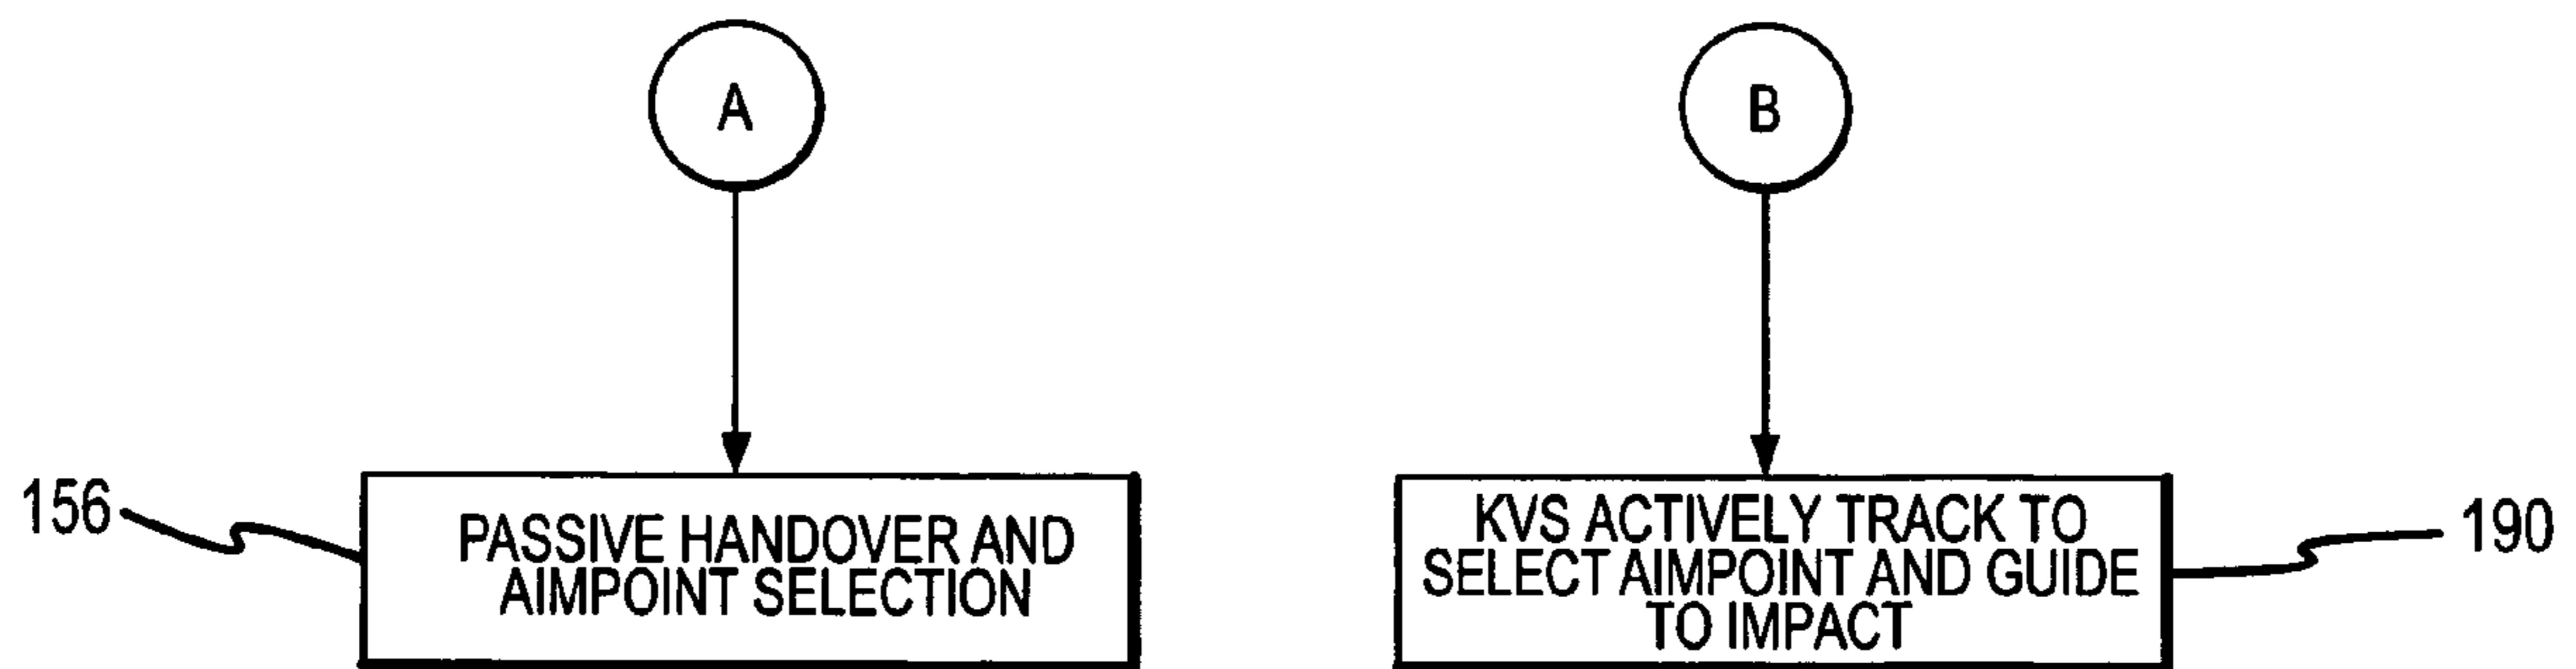 A
B
156
PASSIVE HANDOVER AND
AIMPOINT SELECTION
KVS ACTIVELY TRACK TO
SELECT AIMPOINT AND GUIDE
TO IMPACT
190